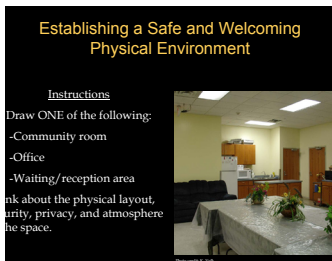 Establishing a Safe and Welcoming
Physical Environment
Instructions
Draw ONE of the following:
-Community room
-Office
-Waiting/reception area
nk about the physical layout,
urity, privacy, and atmosphere
he space.